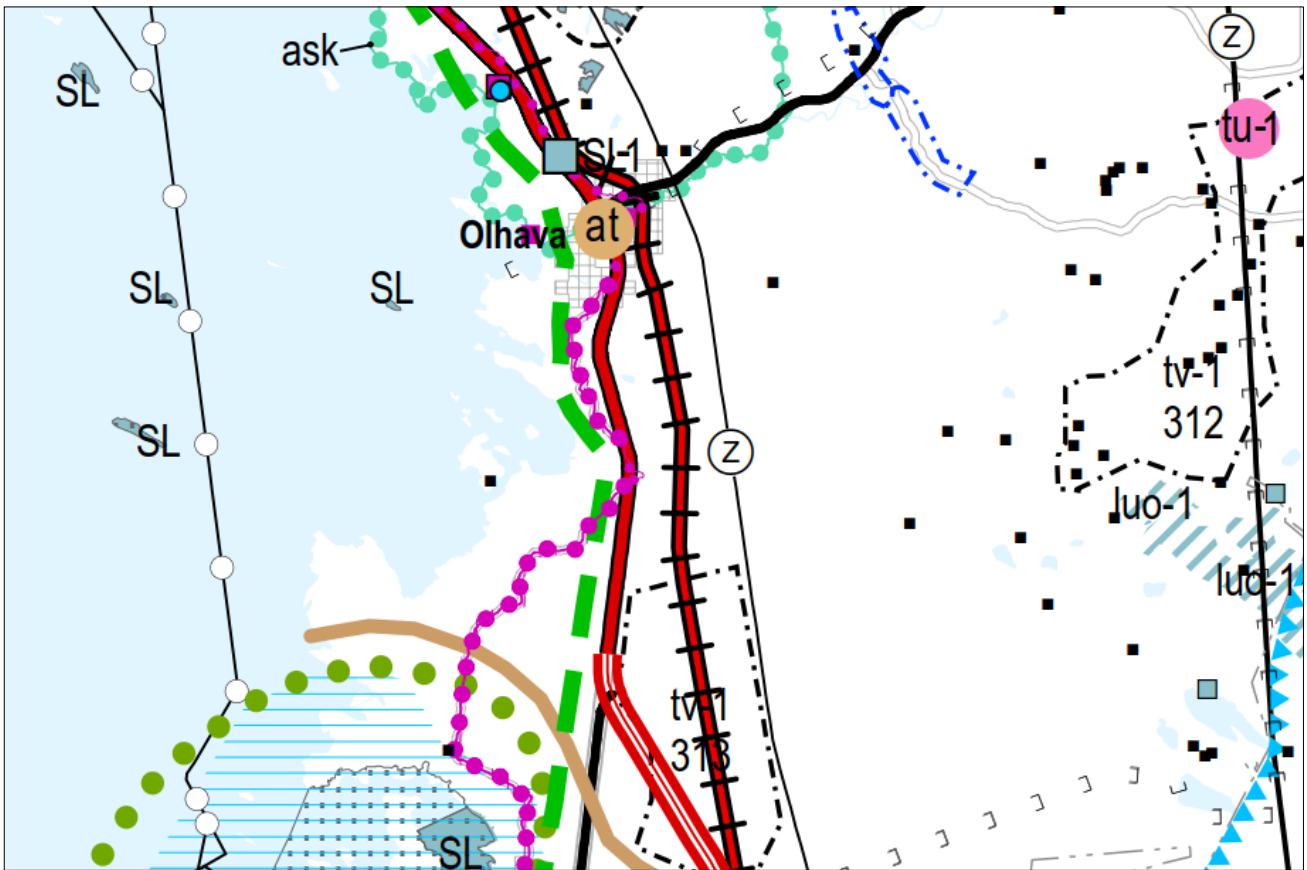 ask
SL
Z
tu-1
SL-1
Olhava
at
SL
SL
tv-1
312
SL
Z
luo-1
luo-1
tv-1
313
SL